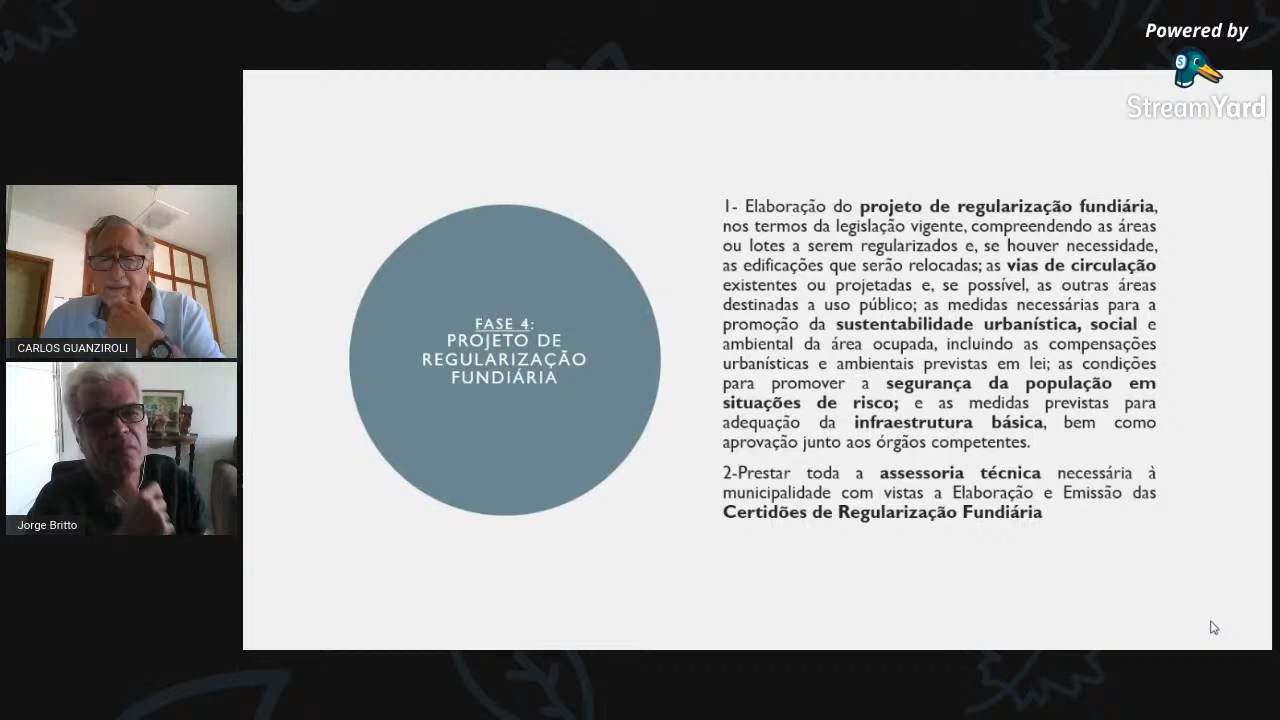 Powered by
StreamYard
CARLOS GUANZIROLI
Jorge Britto
FASE 4:
PROJETO DE
REGULARIZAÇÃO
FUNDIÁRIA
1- Elaboração do projeto de regularização fundiária,
nos termos da legislação vigente, compreendendo as áreas
ou lotes a serem regularizados e, se houver necessidade,
as edificações que serão relocadas; as vias de circulação
existentes ou projetadas e, se possível, as outras áreas
destinadas a uso público; as medidas necessárias para a
promoção da sustentabilidade urbanística, social e
ambiental da área ocupada, incluindo as compensações
urbanísticas e ambientais previstas em lei; as condições
para promover a segurança da população em
situações de risco; e as medidas previstas para
adequação da infraestrutura básica, bem como
aprovação junto aos órgãos competentes.
2-Prestar toda a assessoria técnica necessária à
municipalidade com vistas a Elaboração e Emissão das
Certidões de Regularização Fundiária